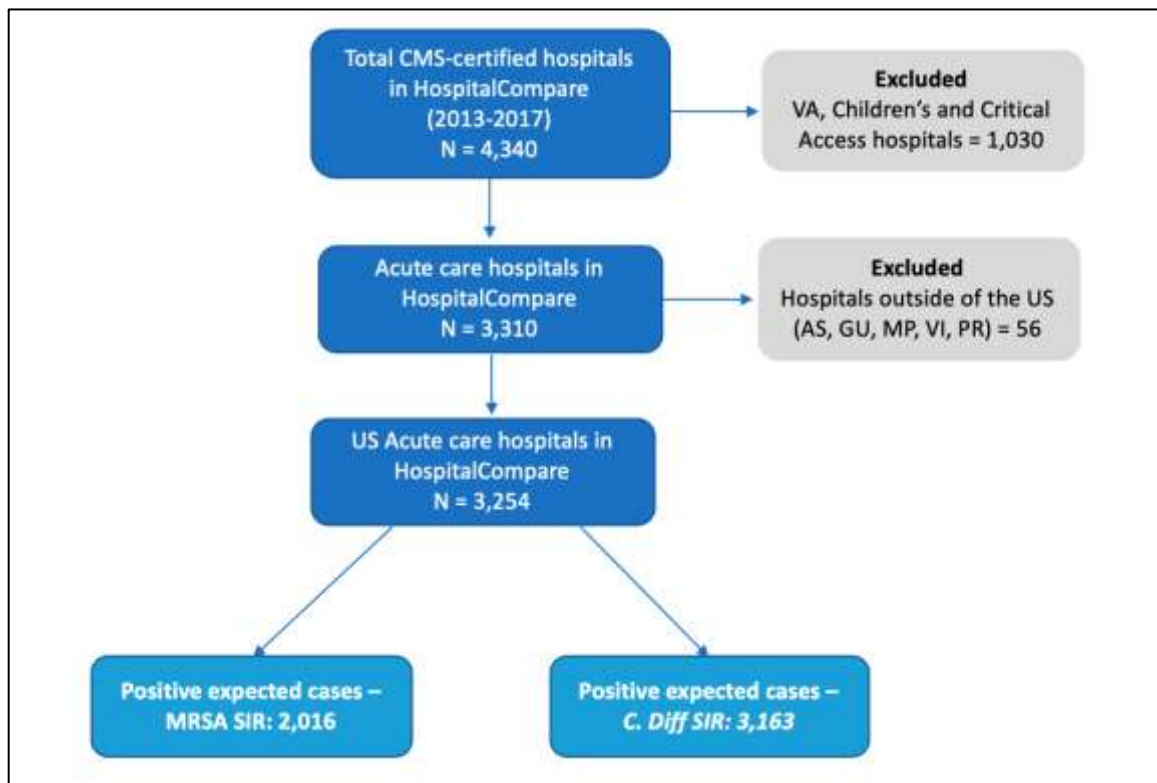 Total CMS-certified hospitals
in HospitalCompare
(2013-2017)
N = 4,340
Excluded
VA, Children’s and Critical
Access hospitals = 1,030
Acute care hospitals in
HospitalCompare
N = 3,310
Excluded
Hospitals outside of the US
(AS, GU, MP, VI, PR) = 56
US Acute care hospitals in
HospitalCompare
N = 3,254
Positive expected cases –
MRSA SIR: 2,016
Positive expected cases –
C. Diff SIR: 3,163